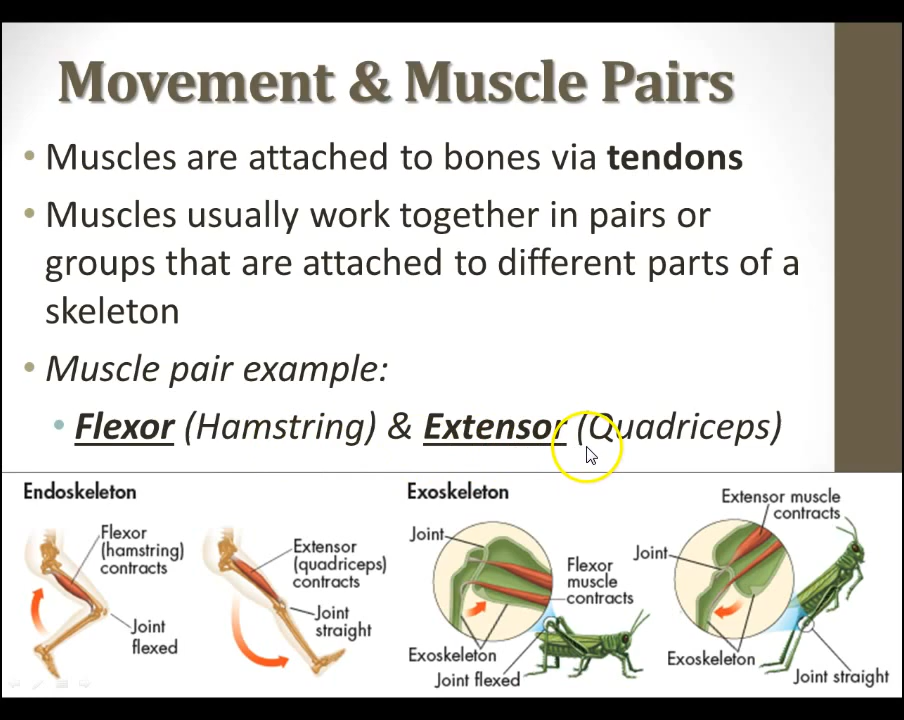 Movement & Muscle Pairs
• Muscles are attached to bones via tendons
• Muscles usually work together in pairs or
groups that are attached to different parts of a
skeleton
• Muscle pair example:
• Flexor (Hamstring) & Extensor (Quadriceps)
Endoskeleton
Flexor
(hamstring)
contracts
Joint
flexed
Extensor
(quadriceps)
contracts
Joint
straight
Exoskeleton
Joint
Flexor
muscle
contracts
Exoskeleton
Joint flexed
Extensor muscle
contracts
Joint
Exoskeleton
Joint straight